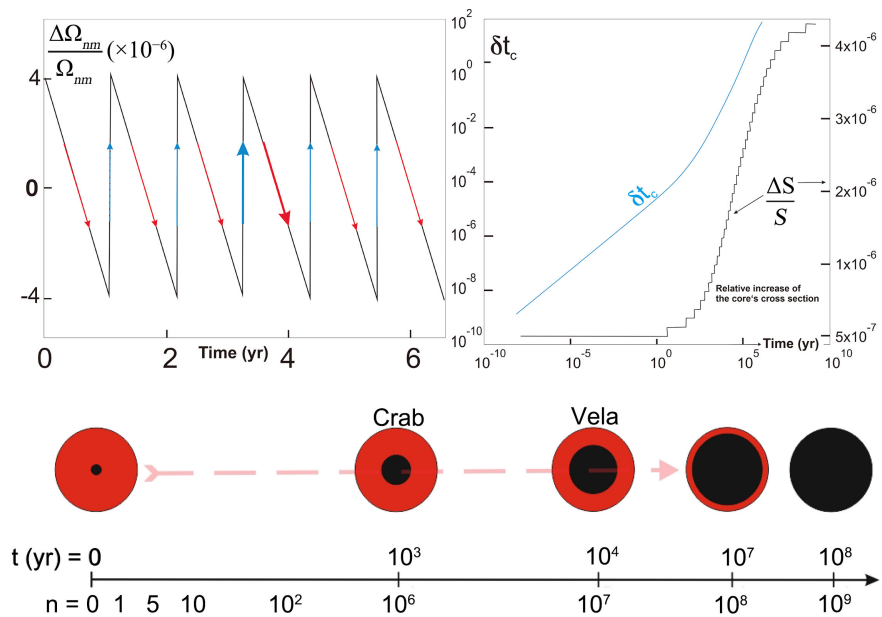 ΔΩₙₘ
Ωₙₘ
(×10⁻⁶)
4
0
-4
0
2
Time (yr)
4
6
δt꜀
10²
10⁰
10⁻²
10⁻⁴
10⁻⁶
10⁻⁸
10⁻¹⁰
δt꜀
ΔS
S
Relative increase of
the core's cross section
4x10⁻⁶
3x10⁻⁶
2x10⁻⁶
1x10⁻⁶
5x10⁻⁷
10⁻¹⁰
10⁻⁵
10⁰
10⁵
Time (yr)
10¹⁰
Crab
Vela
t (yr) = 0
10³
10⁴
10⁷
10⁸
n = 0 1 5 10 10² 10⁶ 10⁷ 10⁸ 10⁹